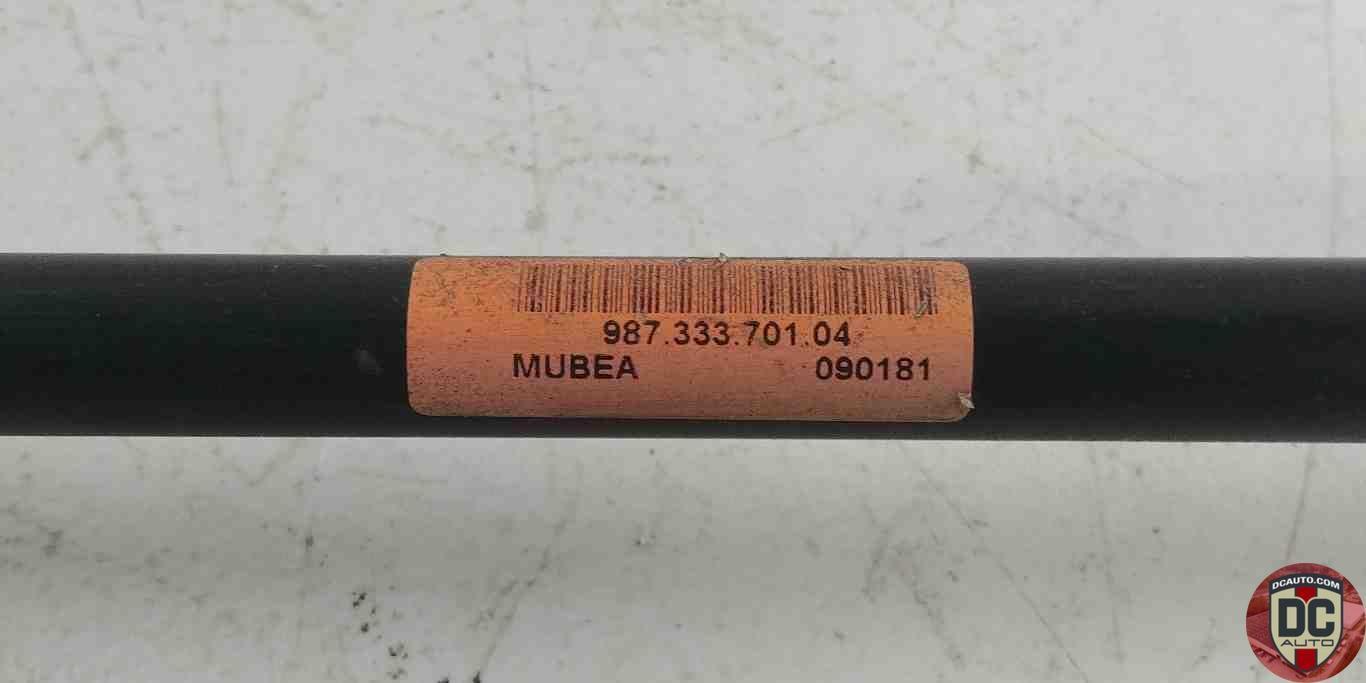 987.333.701.04
MUBEA 090181
DCAUTO.COM
DC
AUTO